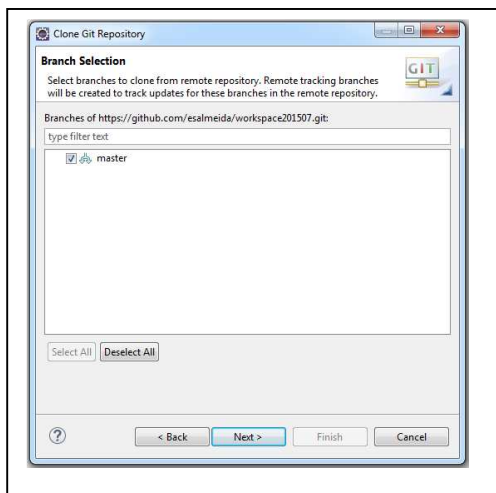 Clone Git Repository
Branch Selection
GIT
Select branches to clone from remote repository. Remote tracking branches
will be created to track updates for these branches in the remote repository.
Branches of https://github.com/esalmeida/workspace201507.git:
type filter text
master
Select All Deselect All
? < Back Next > Finish Cancel